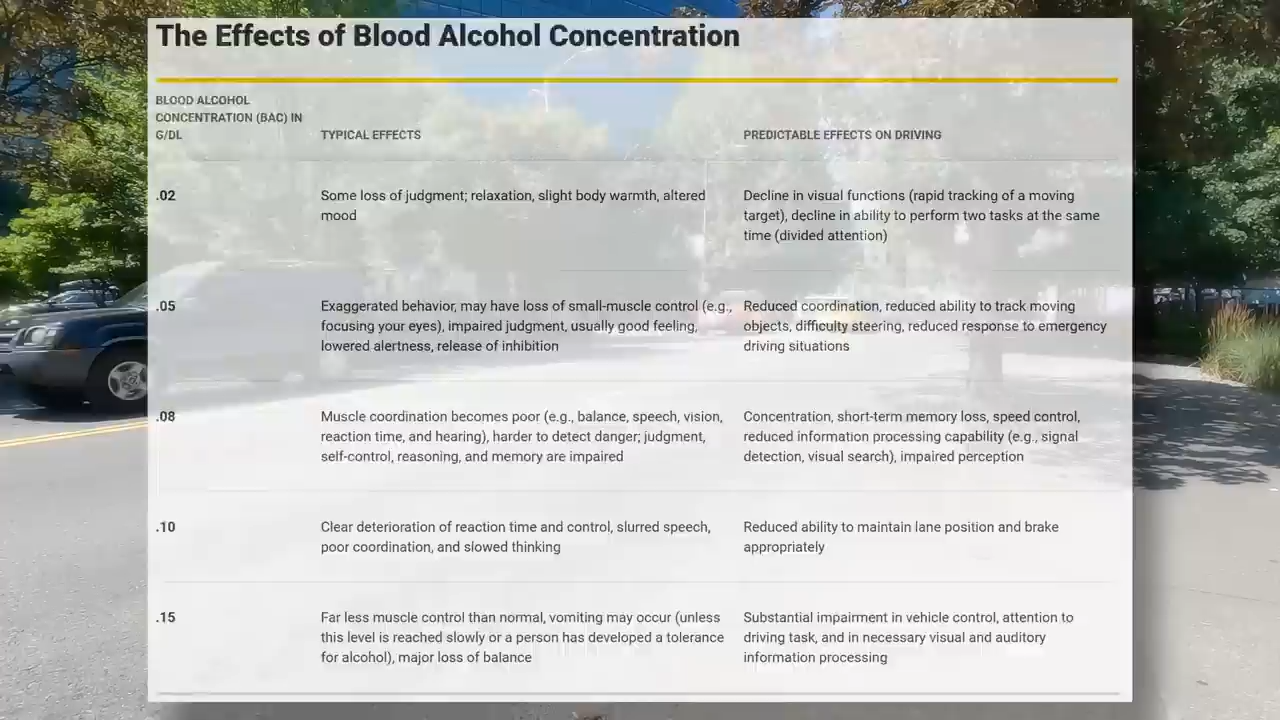 The Effects of Blood Alcohol Concentration
BLOOD ALCOHOL
CONCENTRATION (BAC) IN
G/DL
TYPICAL EFFECTS
PREDICTABLE EFFECTS ON DRIVING
.02
Some loss of judgment; relaxation, slight body warmth, altered
mood
Decline in visual functions (rapid tracking of a moving
target), decline in ability to perform two tasks at the same
time (divided attention)
.05
Exaggerated behavior, may have loss of small-muscle control (e.g.,
focusing your eyes), impaired judgment, usually good feeling,
lowered alertness, release of inhibition
Reduced coordination, reduced ability to track moving
objects, difficulty steering, reduced response to emergency
driving situations
.08
Muscle coordination becomes poor (e.g., balance, speech, vision,
reaction time, and hearing), harder to detect danger; judgment,
self-control, reasoning, and memory are impaired
Concentration, short-term memory loss, speed control,
reduced information processing capability (e.g., signal
detection, visual search), impaired perception
.10
Clear deterioration of reaction time and control, slurred speech,
poor coordination, and slowed thinking
Reduced ability to maintain lane position and brake
appropriately
.15
Far less muscle control than normal, vomiting may occur (unless
this level is reached slowly or a person has developed a tolerance
for alcohol), major loss of balance
Substantial impairment in vehicle control, attention to
driving task, and in necessary visual and auditory
information processing